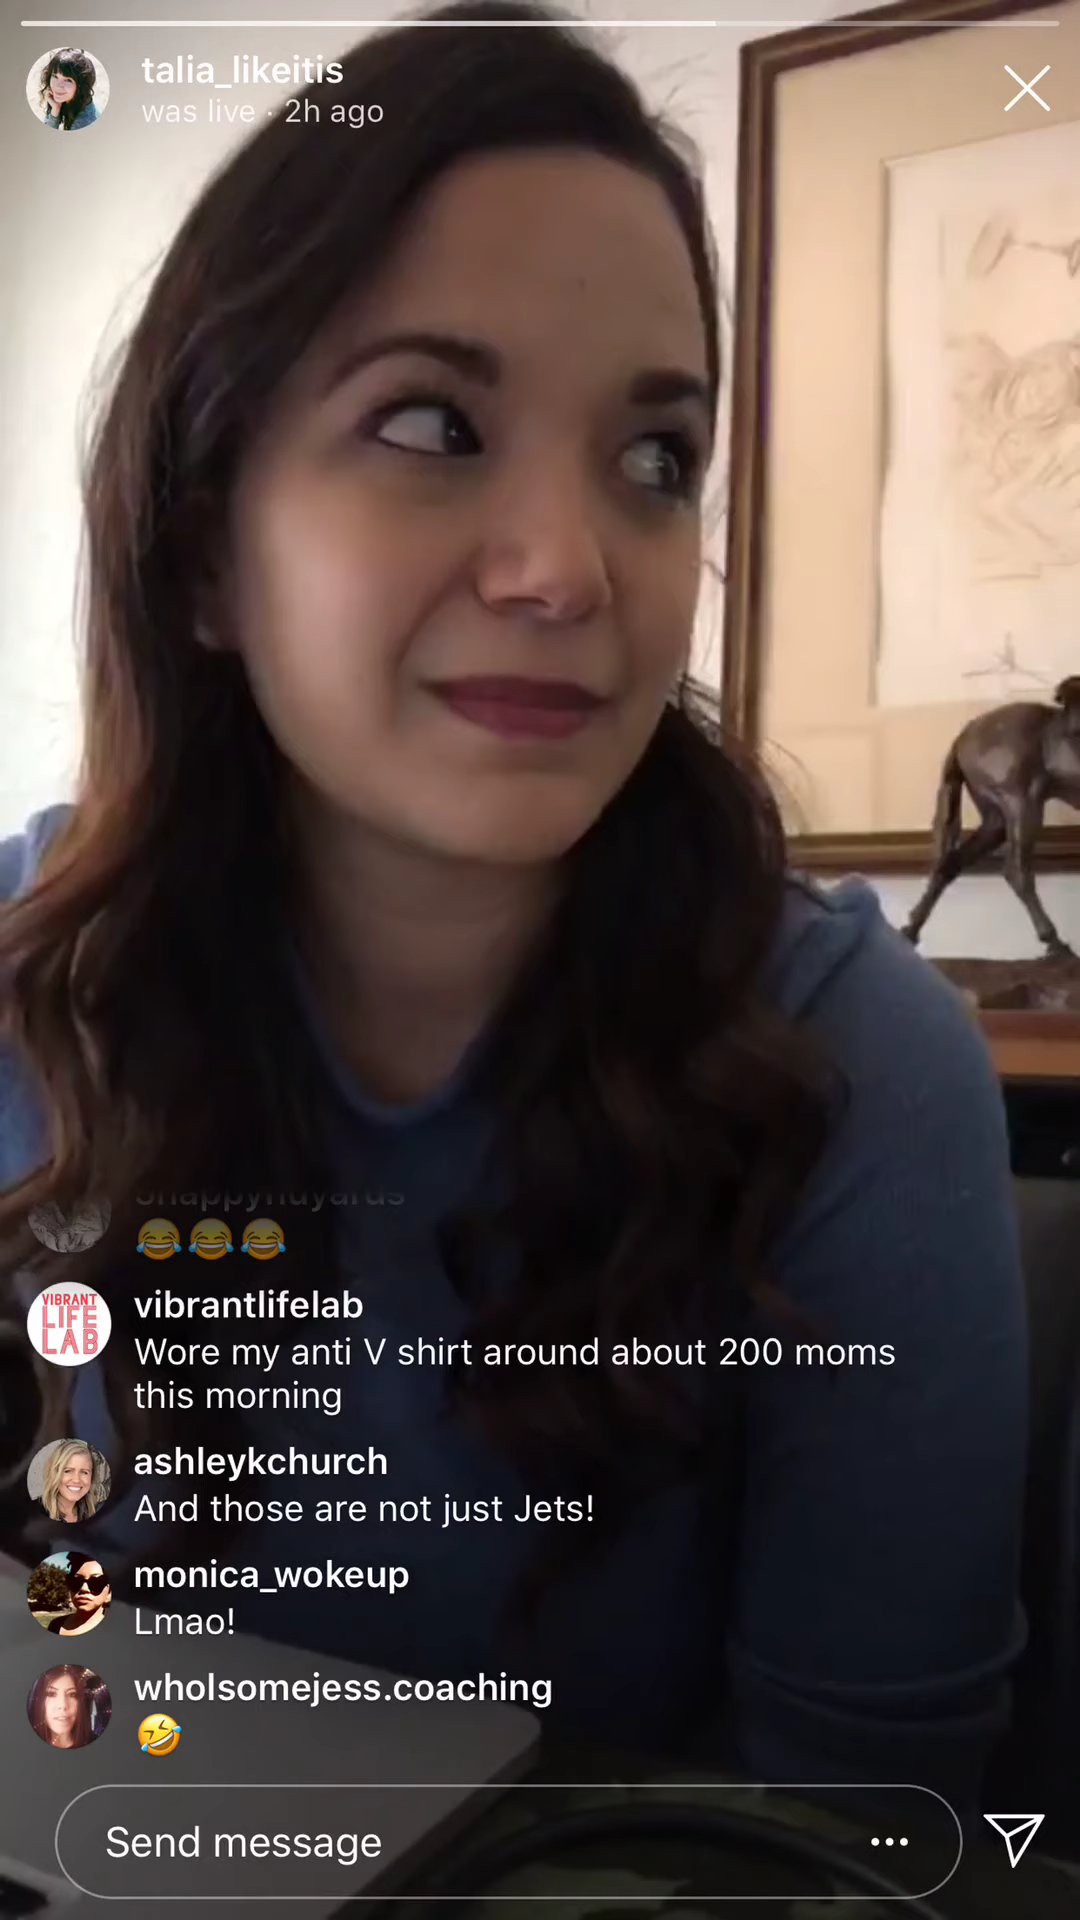 talia_likeitis
was live · 2h ago
😂😂😂
VIBRANT
LIFE
LAB
vibrantlifelab
Wore my anti V shirt around about 200 moms
this morning
ashleykchurch
And those are not just Jets!
monica_wokeup
Lmao!
wholsomejess.coaching
🤣
Send message